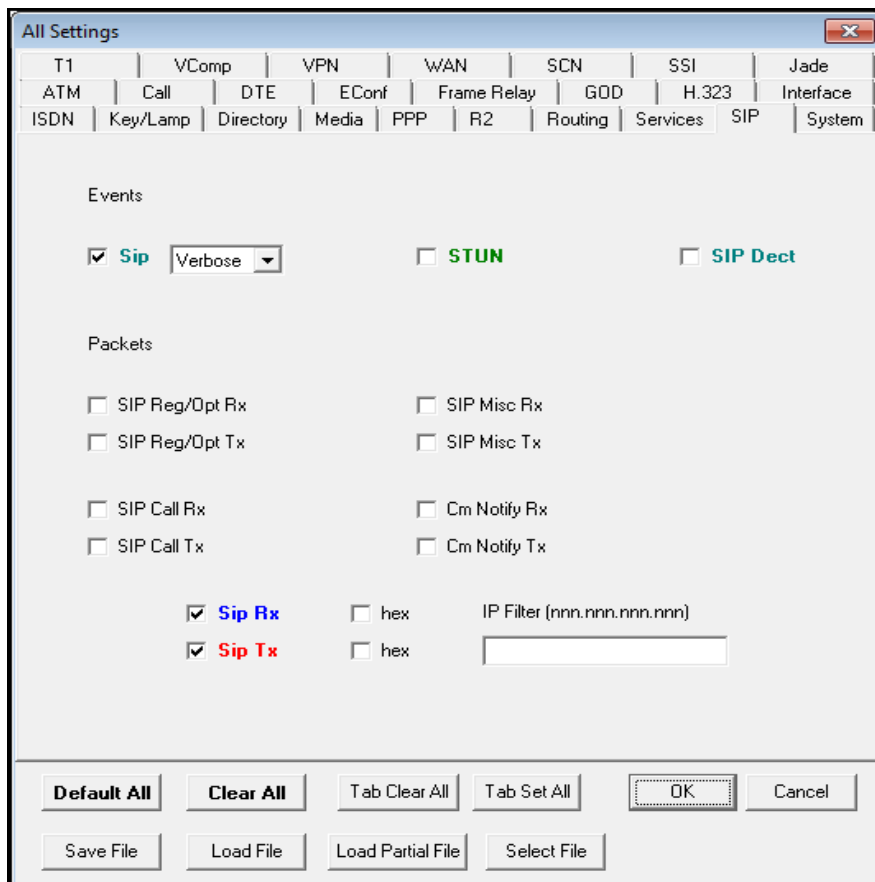 All Settings
T1 VComp VPN WAN SCN SSI Jade
ATM Call DTE EConf Frame Relay GOD H.323 Interface
ISDN Key/Lamp Directory Media PPP R2 Routing Services SIP System
Events
Sip Verbose STUN SIP Dect
Packets
SIP Reg/Opt Rx SIP Misc Rx
SIP Reg/Opt Tx SIP Misc Tx
SIP Call Rx Cm Notify Rx
SIP Call Tx Cm Notify Tx
Sip Rx hex IP Filter (nnn.nnn.nnn.nnn)
Sip Tx hex
Default All Clear All Tab Clear All Tab Set All OK Cancel
Save File Load File Load Partial File Select File